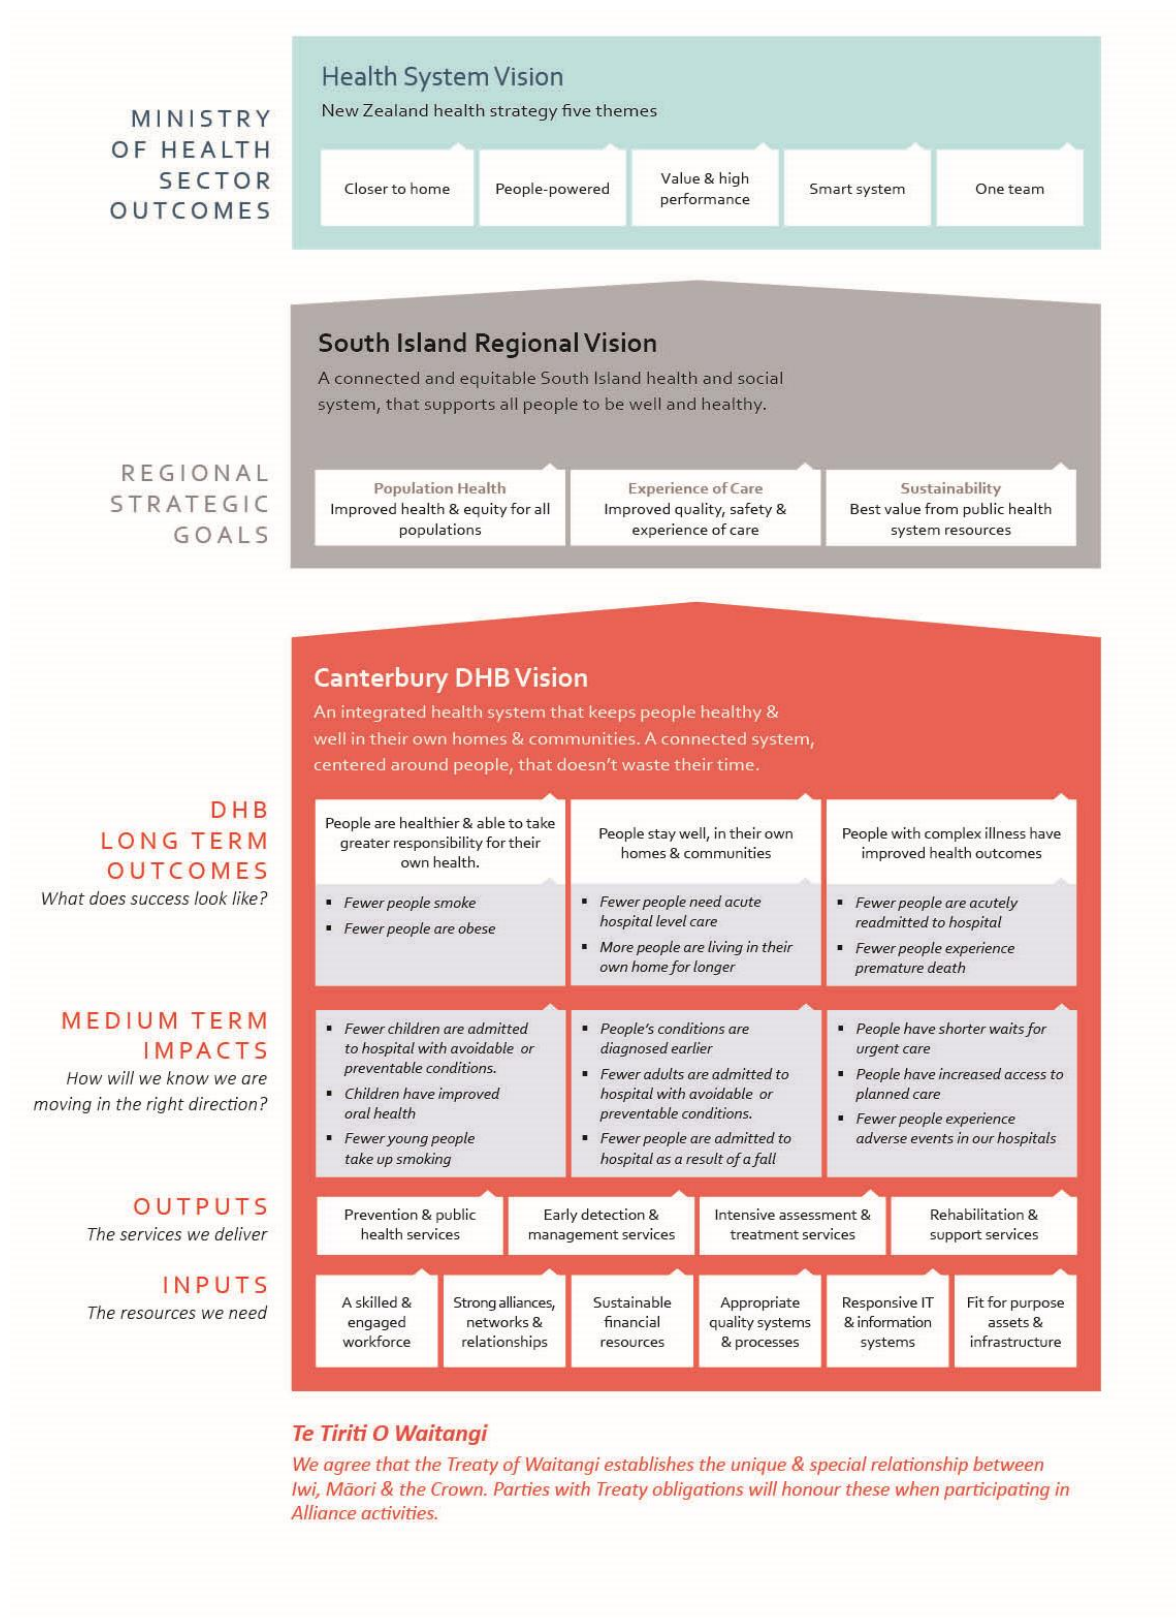 MINISTRY
OF HEALTH
SECTOR
OUTCOMES
Health System Vision
New Zealand health strategy five themes
Closer to home
People-powered
Value & high
performance
Smart system
One team
REGIONAL
STRATEGIC
GOALS
South Island Regional Vision
A connected and equitable South Island health and social
system, that supports all people to be well and healthy.
Population Health
Improved health & equity for all
populations
Experience of Care
Improved quality, safety &
experience of care
Sustainability
Best value from public health
system resources
Canterbury DHB Vision
An integrated health system that keeps people healthy &
well in their own homes & communities. A connected system,
centered around people, that doesn't waste their time.
DHB
LONG TERM
OUTCOMES
What does success look like?
People are healthier & able to take
greater responsibility for their
own health.
▪ Fewer people smoke
▪ Fewer people are obese
People stay well, in their own
homes & communities
▪ Fewer people need acute
hospital level care
▪ More people are living in their
own home for longer
People with complex illness have
improved health outcomes
▪ Fewer people are acutely
readmitted to hospital
▪ Fewer people experience
premature death
MEDIUM TERM
IMPACTS
How will we know we are
moving in the right direction?
▪ Fewer children are admitted
to hospital with avoidable or
preventable conditions.
▪ Children have improved
oral health
▪ Fewer young people
take up smoking
▪ People's conditions are
diagnosed earlier
▪ Fewer adults are admitted to
hospital with avoidable or
preventable conditions.
▪ Fewer people are admitted to
hospital as a result of a fall
▪ People have shorter waits for
urgent care
▪ People have increased access to
planned care
▪ Fewer people experience
adverse events in our hospitals
OUTPUTS
The services we deliver
Prevention & public
health services
Early detection &
management services
Intensive assessment &
treatment services
Rehabilitation &
support services
INPUTS
The resources we need
A skilled &
engaged
workforce
Strong alliances,
networks &
relationships
Sustainable
financial
resources
Appropriate
quality systems
& processes
Responsive IT
& information
systems
Fit for purpose
assets &
infrastructure
Te Tiriti O Waitangi
We agree that the Treaty of Waitangi establishes the unique & special relationship between
Iwi, Māori & the Crown. Parties with Treaty obligations will honour these when participating in
Alliance activities.